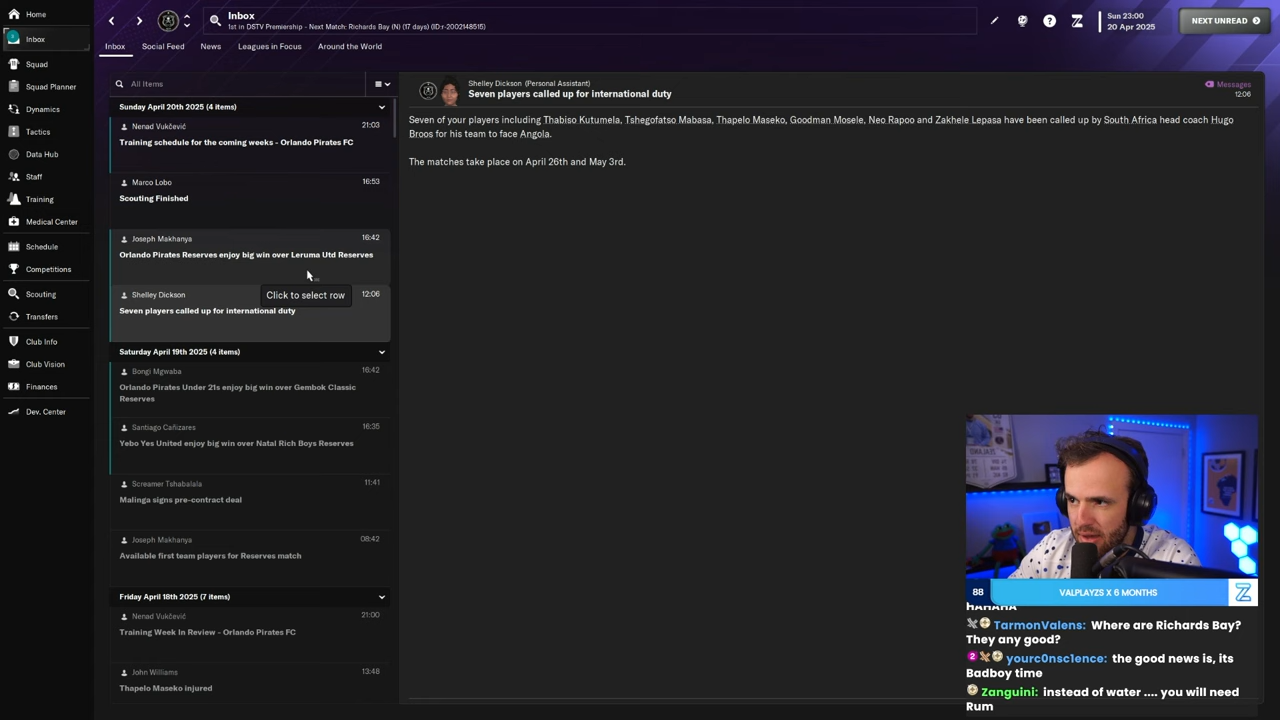 Home
Inbox
Squad
Squad Planner
Dynamics
Tactics
Data Hub
Staff
Training
Medical Center
Schedule
Competitions
Scouting
Transfers
Club Info
Club Vision
Finances
Dev. Center
Inbox
1st in DSTV Premiership - Next Match: Richards Bay (N) (17 days) (ID:r-2002148515)
Sun 23:00
20 Apr 2025
NEXT UNREAD
Inbox
Social Feed
News
Leagues in Focus
Around the World
All Items
Sunday April 20th 2025 (4 items)
Nenad Vukčević
21:03
Training schedule for the coming weeks - Orlando Pirates FC
Marco Lobo
16:53
Scouting Finished
Joseph Makhanya
16:42
Orlando Pirates Reserves enjoy big win over Leruma Utd Reserves
Shelley Dickson
12:06
Click to select row
Seven players called up for international duty
Saturday April 19th 2025 (4 items)
Bongi Mgwaba
16:42
Orlando Pirates Under 21s enjoy big win over Gembok Classic
Reserves
Santiago Cañizares
16:35
Yebo Yes United enjoy big win over Natal Rich Boys Reserves
Screamer Tshabalala
11:41
Malinga signs pre-contract deal
Joseph Makhanya
08:42
Available first team players for Reserves match
Friday April 18th 2025 (7 items)
Nenad Vukčević
21:00
Training Week In Review - Orlando Pirates FC
John Williams
13:48
Thapelo Maseko injured
Shelley Dickson (Personal Assistant)
Seven players called up for international duty
Messages
12:06
Seven of your players including Thabiso Kutumela, Tshegofatso Mabasa, Thapelo Maseko, Goodman Mosele, Neo Rapoo and Zakhele Lepasa have been called up by South Africa head coach Hugo
Broos for his team to face Angola.
The matches take place on April 26th and May 3rd.
88
VALPLAYZS X 6 MONTHS
HAHAHA
TarmonValens: Where are Richards Bay?
They any good?
2 yourc0nsc1ence: the good news is, its
Badboy time
Zanguini: instead of water .... you will need
Rum